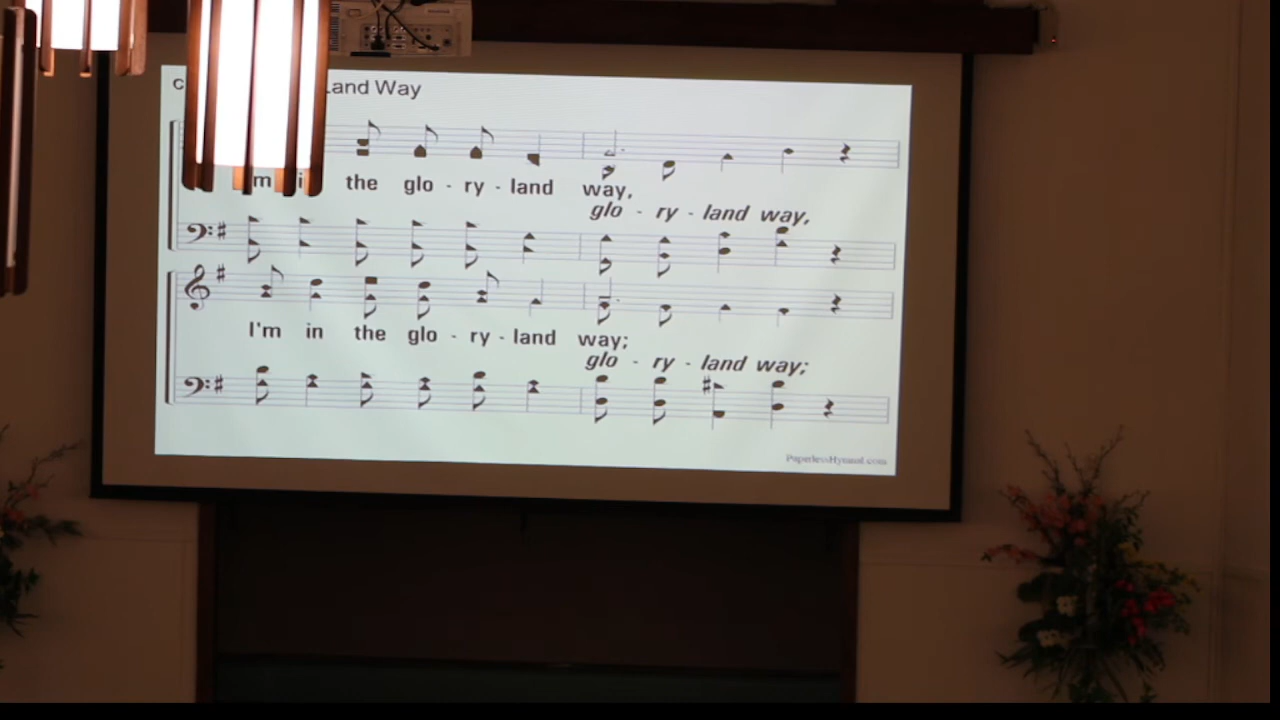 C Land Way
I'm in the glo - ry - land way,
glo - ry - land way,
I'm in the glo - ry - land way;
glo - ry - land way;
PaperlessHymnal.com